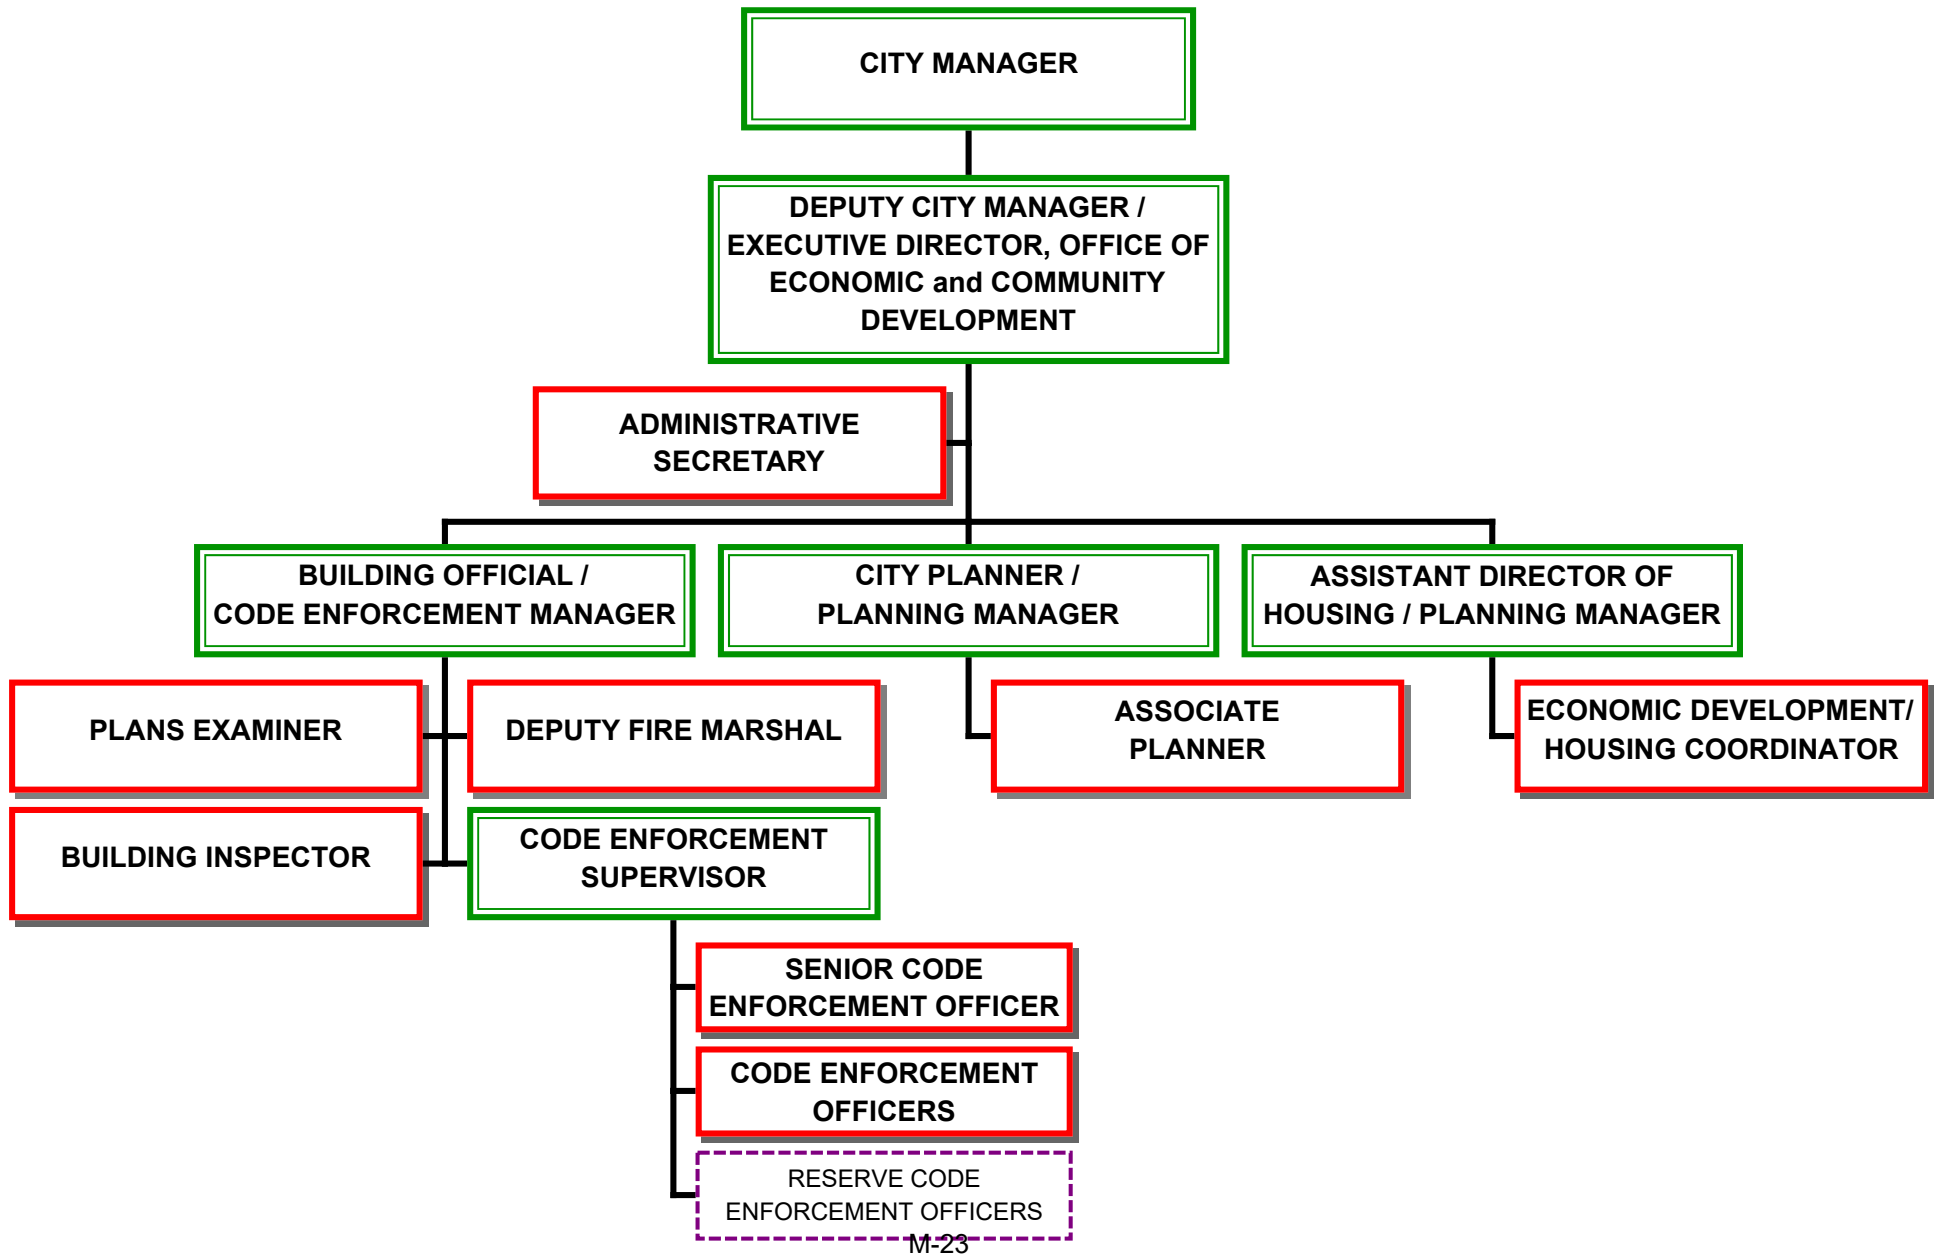 CITY MANAGER
DEPUTY CITY MANAGER /
EXECUTIVE DIRECTOR, OFFICE OF
ECONOMIC and COMMUNITY
DEVELOPMENT
ADMINISTRATIVE
SECRETARY
BUILDING OFFICIAL /
CODE ENFORCEMENT MANAGER
CITY PLANNER /
PLANNING MANAGER
ASSISTANT DIRECTOR OF
HOUSING / PLANNING MANAGER
PLANS EXAMINER
DEPUTY FIRE MARSHAL
ASSOCIATE
PLANNER
ECONOMIC DEVELOPMENT/
HOUSING COORDINATOR
BUILDING INSPECTOR
CODE ENFORCEMENT
SUPERVISOR
SENIOR CODE
ENFORCEMENT OFFICER
CODE ENFORCEMENT
OFFICERS
RESERVE CODE
ENFORCEMENT OFFICERS
M-23